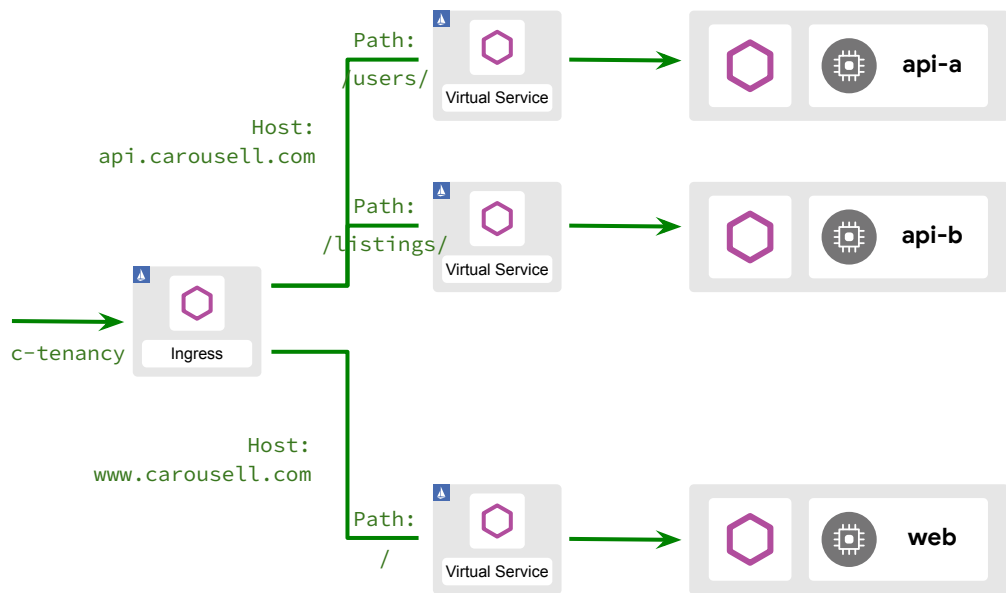 Path:
/users/
Virtual Service
api-a
Host:
api.carousell.com
Path:
/listings/
Virtual Service
api-b
c-tenancy
Ingress
Host:
www.carousell.com
Path:
/
Virtual Service
web